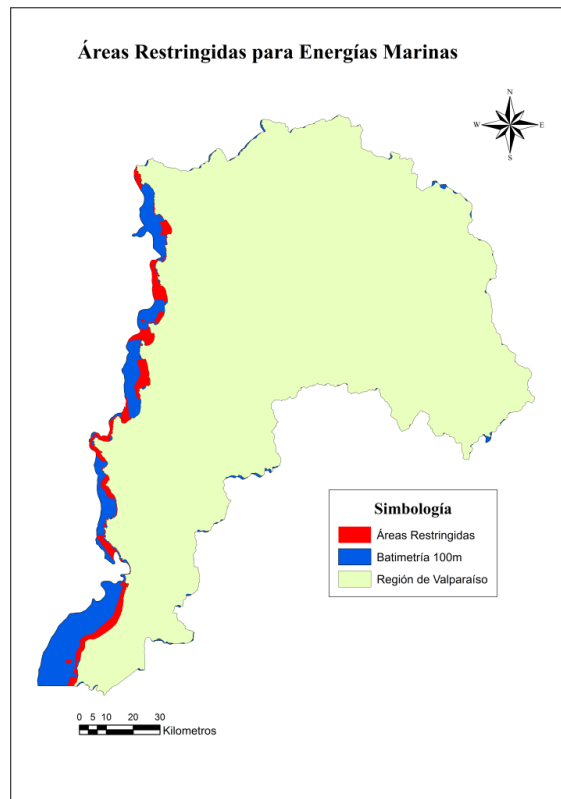 Áreas Restringidas para Energías Marinas
N
W E
S
Simbología
Áreas Restringidas
Batimetría 100m
Región de Valparaíso
0 5 10 20 30
Kilometros